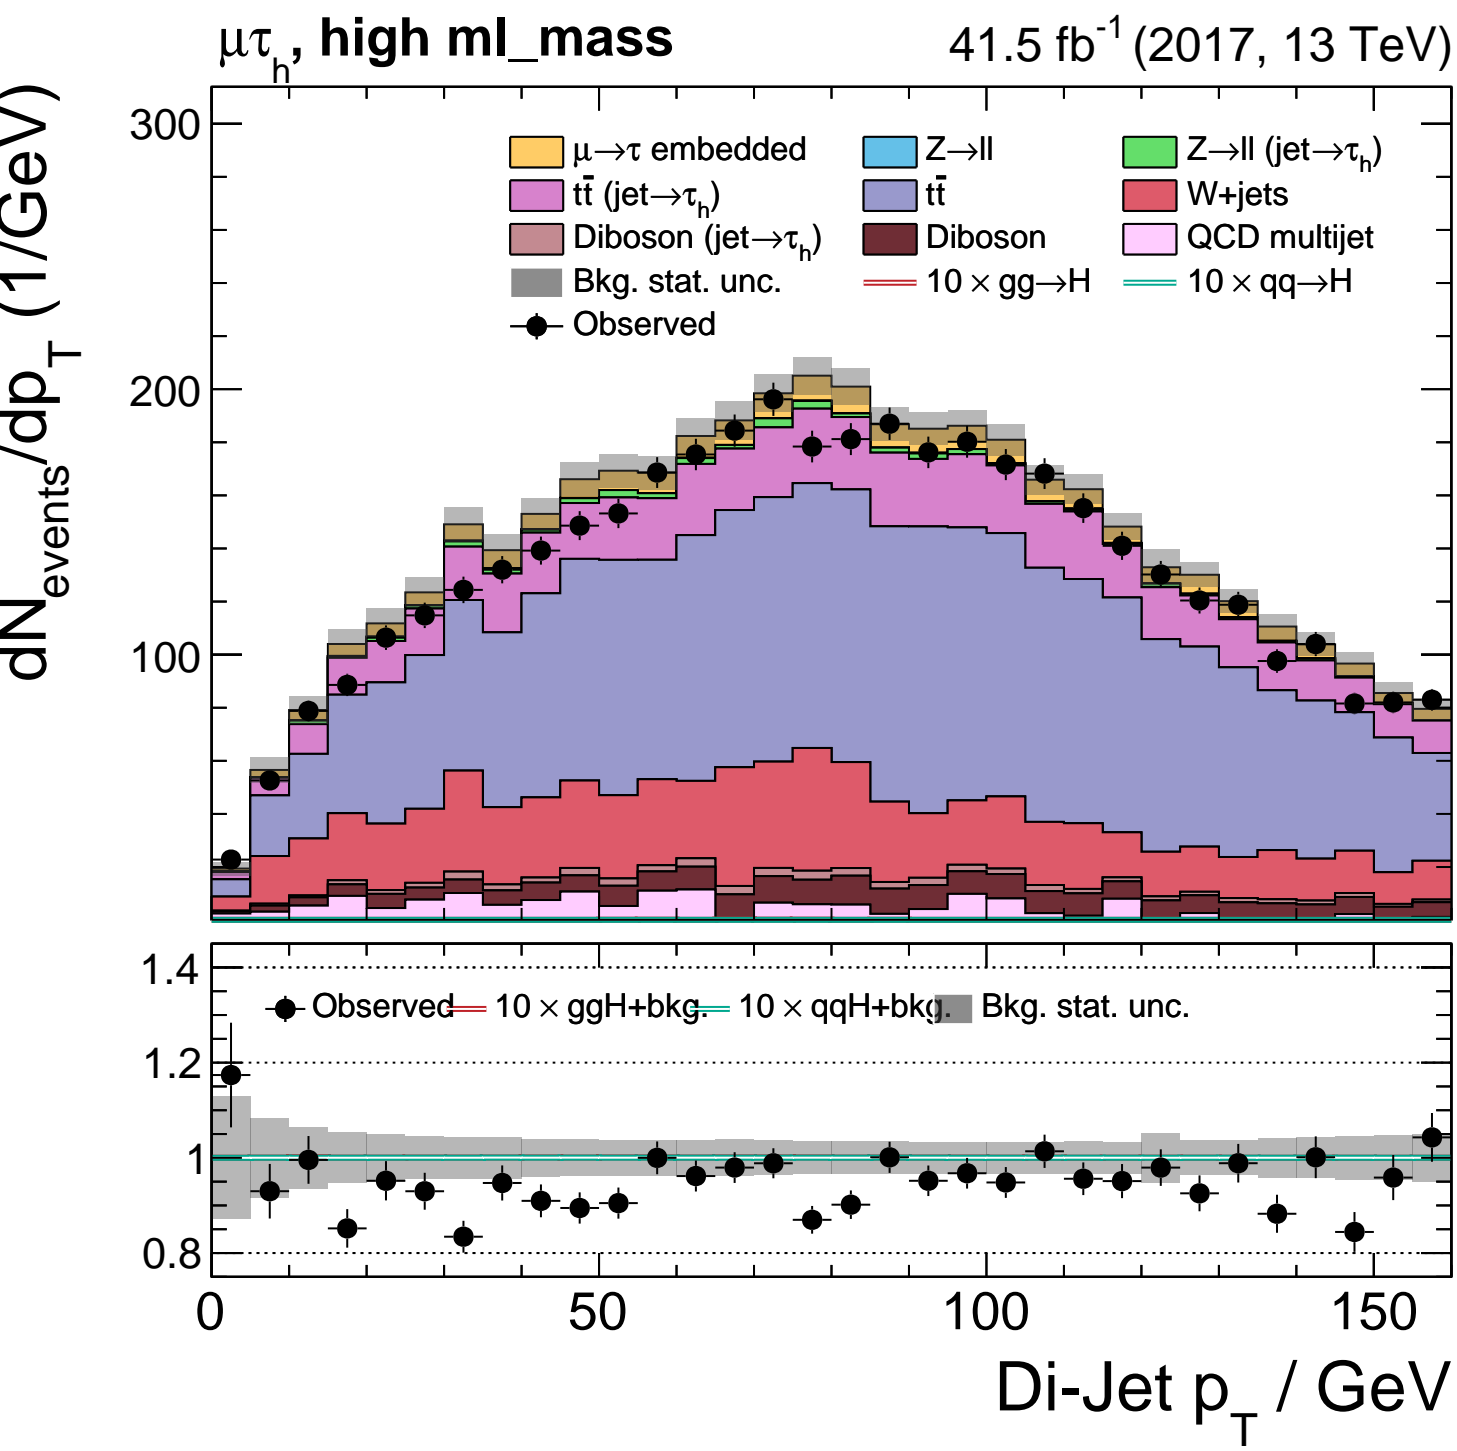 μτh, high ml_mass 41.5 fb-1 (2017, 13 TeV)
dNevents/dpT (1/GeV)
300
200
100
μ→τ embedded Z→ll Z→ll (jet→τh)
tt̄ (jet→τh) tt̄ W+jets
Diboson (jet→τh) Diboson QCD multijet
Bkg. stat. unc. 10 × gg→H 10 × qq→H
Observed
1.4
1.2
1
0.8
Observed 10 × ggH+bkg. 10 × qqH+bkg. Bkg. stat. unc.
0 50 100 150
Di-Jet pT / GeV